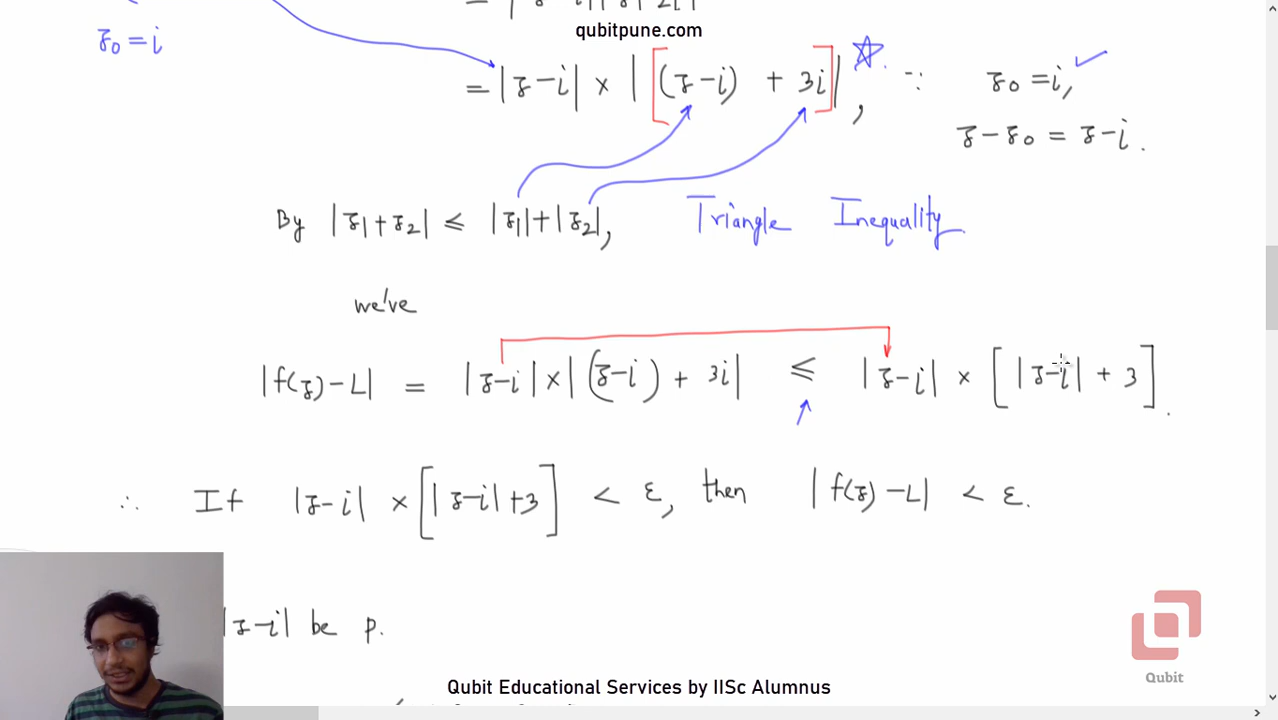 qubitpune.com
z₀ = i
= |z-i| × |[(z-i) + 3i]|, ∵ z₀ = i,
z - z₀ = z - i.
By |z₁+z₂| ≤ |z₁|+|z₂|, Triangle Inequality
we've
|f(z)-L| = |z-i|×|(z-i) + 3i| ≤ |z-i| × [|z-i| + 3].
∴ If |z-i| × [|z-i|+3] < ε, then |f(z)-L| < ε.
|z-i| be p.
Qubit
Qubit Educational Services by IISc Alumnus